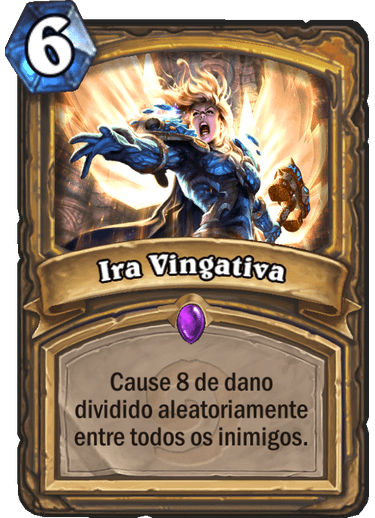 6
Ira Vingativa
Cause 8 de dano
dividido aleatoriamente
entre todos os inimigos.